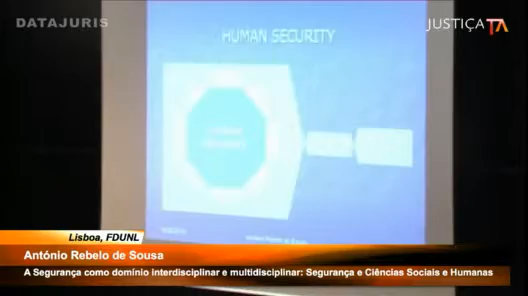 DATAJURIS
JUSTIÇA TA
HUMAN SECURITY
Lisboa, FDUNL
António Rebelo de Sousa
A Segurança como domínio interdisciplinar e multidisciplinar: Segurança e Ciências Sociais e Humanas